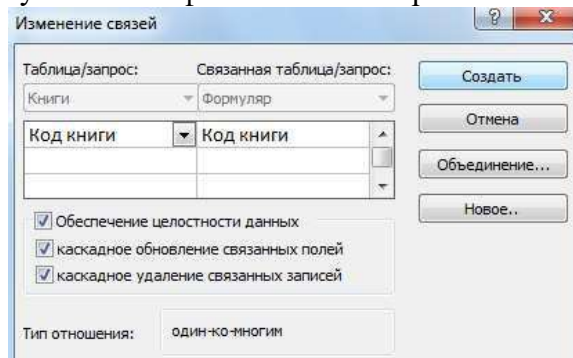 Изменение связей
Таблица/запрос: Связанная таблица/запрос:
Книги Формуляр
Код книги Код книги
Обеспечение целостности данных
каскадное обновление связанных полей
каскадное удаление связанных записей
Тип отношения: один-ко-многим
Создать
Отмена
Объединение...
Новое..